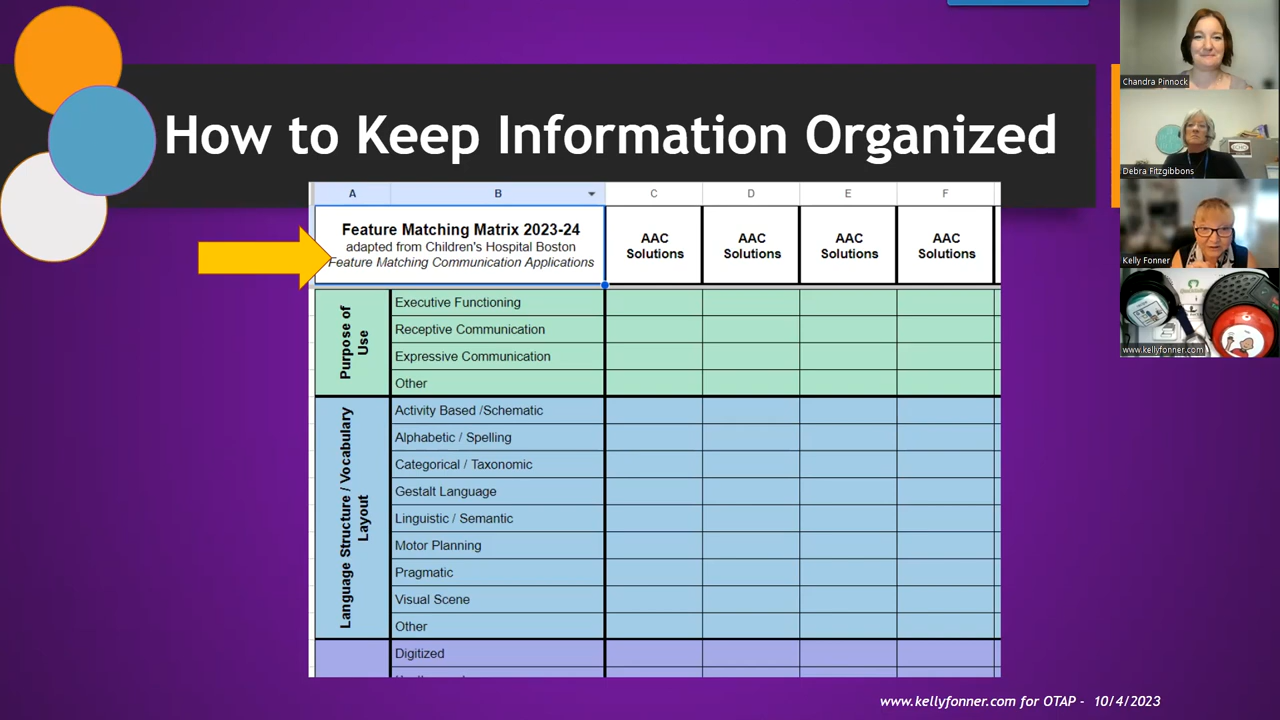 How to Keep Information Organized
A B C D E F
Feature Matching Matrix 2023-24
adapted from Children's Hospital Boston
Feature Matching Communication Applications
AAC Solutions
AAC Solutions
AAC Solutions
AAC Solutions
Purpose of Use
Executive Functioning
Receptive Communication
Expressive Communication
Other
Language Structure / Vocabulary Layout
Activity Based /Schematic
Alphabetic / Spelling
Categorical / Taxonomic
Gestalt Language
Linguistic / Semantic
Motor Planning
Pragmatic
Visual Scene
Other
Digitized
www.kellyfonner.com for OTAP - 10/4/2023
Chandra Pinnock
Debra Fitzgibbons
Kelly Fonner
www.kellyfonner.com